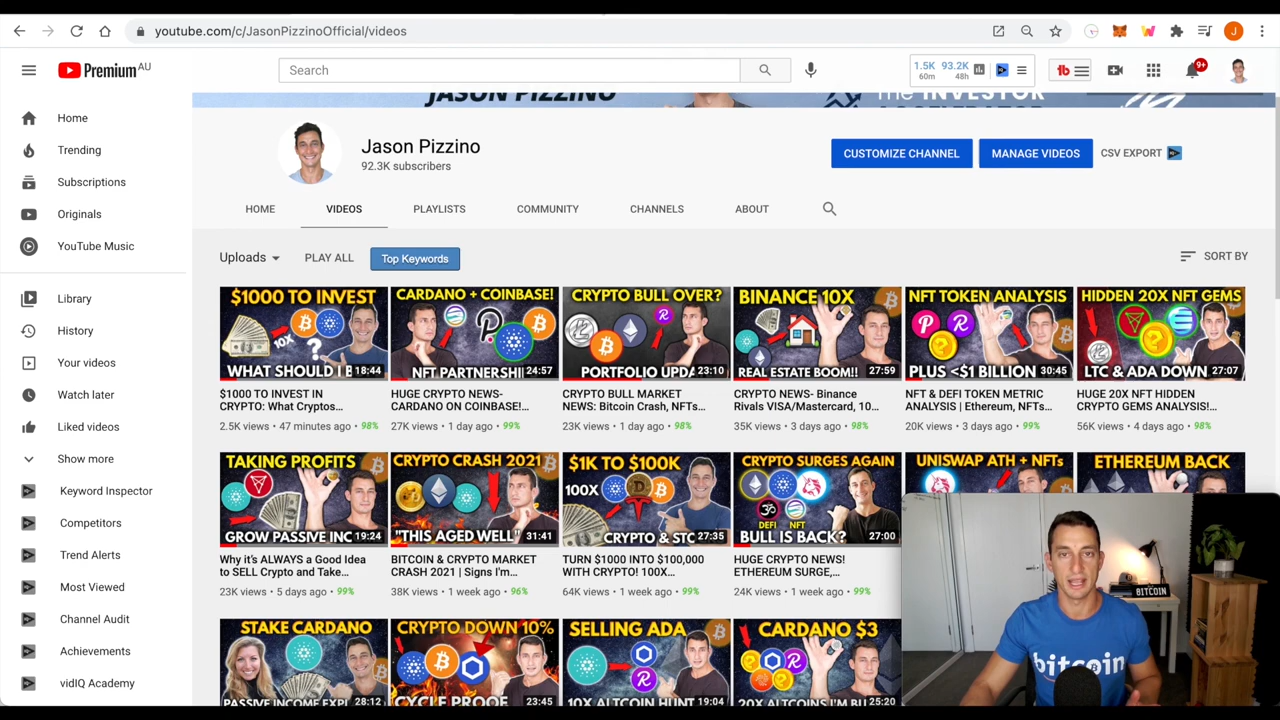 youtube.com/c/JasonPizzinoOfficial/videos
J
Premium AU
Search
1.5K 93.2K
60m 48h
9+
JASON PIZZINO
The INVESTOR
ACCELERATOR
Home
Trending
Subscriptions
Originals
YouTube Music
Library
History
Your videos
Watch later
Liked videos
Show more
Keyword Inspector
Competitors
Trend Alerts
Most Viewed
Channel Audit
Achievements
vidIQ Academy
Jason Pizzino
92.3K subscribers
CUSTOMIZE CHANNEL
MANAGE VIDEOS
CSV EXPORT
HOME
VIDEOS
PLAYLISTS
COMMUNITY
CHANNELS
ABOUT
Uploads
PLAY ALL
Top Keywords
SORT BY
$1000 TO INVEST
10X
?
WHAT SHOULD I B
18:44
$1000 TO INVEST IN
CRYPTO: What Cryptos...
2.5K views • 47 minutes ago • 98%
CARDANO + COINBASE!
NFT PARTNERSHI
24:57
HUGE CRYPTO NEWS-
CARDANO ON COINBASE!...
27K views • 1 day ago • 99%
CRYPTO BULL OVER?
PORTFOLIO UPDA
23:10
CRYPTO BULL MARKET
NEWS: Bitcoin Crash, NFTs...
23K views • 1 day ago • 98%
BINANCE 10X
REAL ESTATE BOOM!!
27:59
CRYPTO NEWS- Binance
Rivals VISA/Mastercard, 10...
35K views • 3 days ago • 98%
NFT TOKEN ANALYSIS
PLUS <$1 BILLION
30:45
NFT & DEFI TOKEN METRIC
ANALYSIS | Ethereum, NFTs...
20K views • 3 days ago • 99%
HIDDEN 20X NFT GEMS
LTC & ADA DOWN
27:07
HUGE 20X NFT HIDDEN
CRYPTO GEMS ANALYSIS!...
56K views • 4 days ago • 98%
TAKING PROFITS
GROW PASSIVE INC
19:24
Why it's ALWAYS a Good Idea
to SELL Crypto and Take...
23K views • 5 days ago • 99%
CRYPTO CRASH 2021
"THIS AGED WELL"
31:41
BITCOIN & CRYPTO MARKET
CRASH 2021 | Signs I'm...
38K views • 1 week ago • 96%
$1K TO $100K
100X
CRYPTO & STO
27:35
TURN $1000 INTO $100,000
WITH CRYPTO! 100X...
64K views • 1 week ago • 99%
CRYPTO SURGES AGAIN
DEFI NFT
BULL IS BACK?
27:00
HUGE CRYPTO NEWS!
ETHEREUM SURGE,...
24K views • 1 week ago • 99%
UNISWAP ATH + NFTs
ETHEREUM BACK
STAKE CARDANO
PASSIVE INCOME EXPL
28:12
CRYPTO DOWN 10%
CYCLE PROOF
23:45
SELLING ADA
10X ALTCOIN HUNT
19:04
CARDANO $3
20X ALTCOINS I'M BU
25:20
BITCOIN
bitcoin